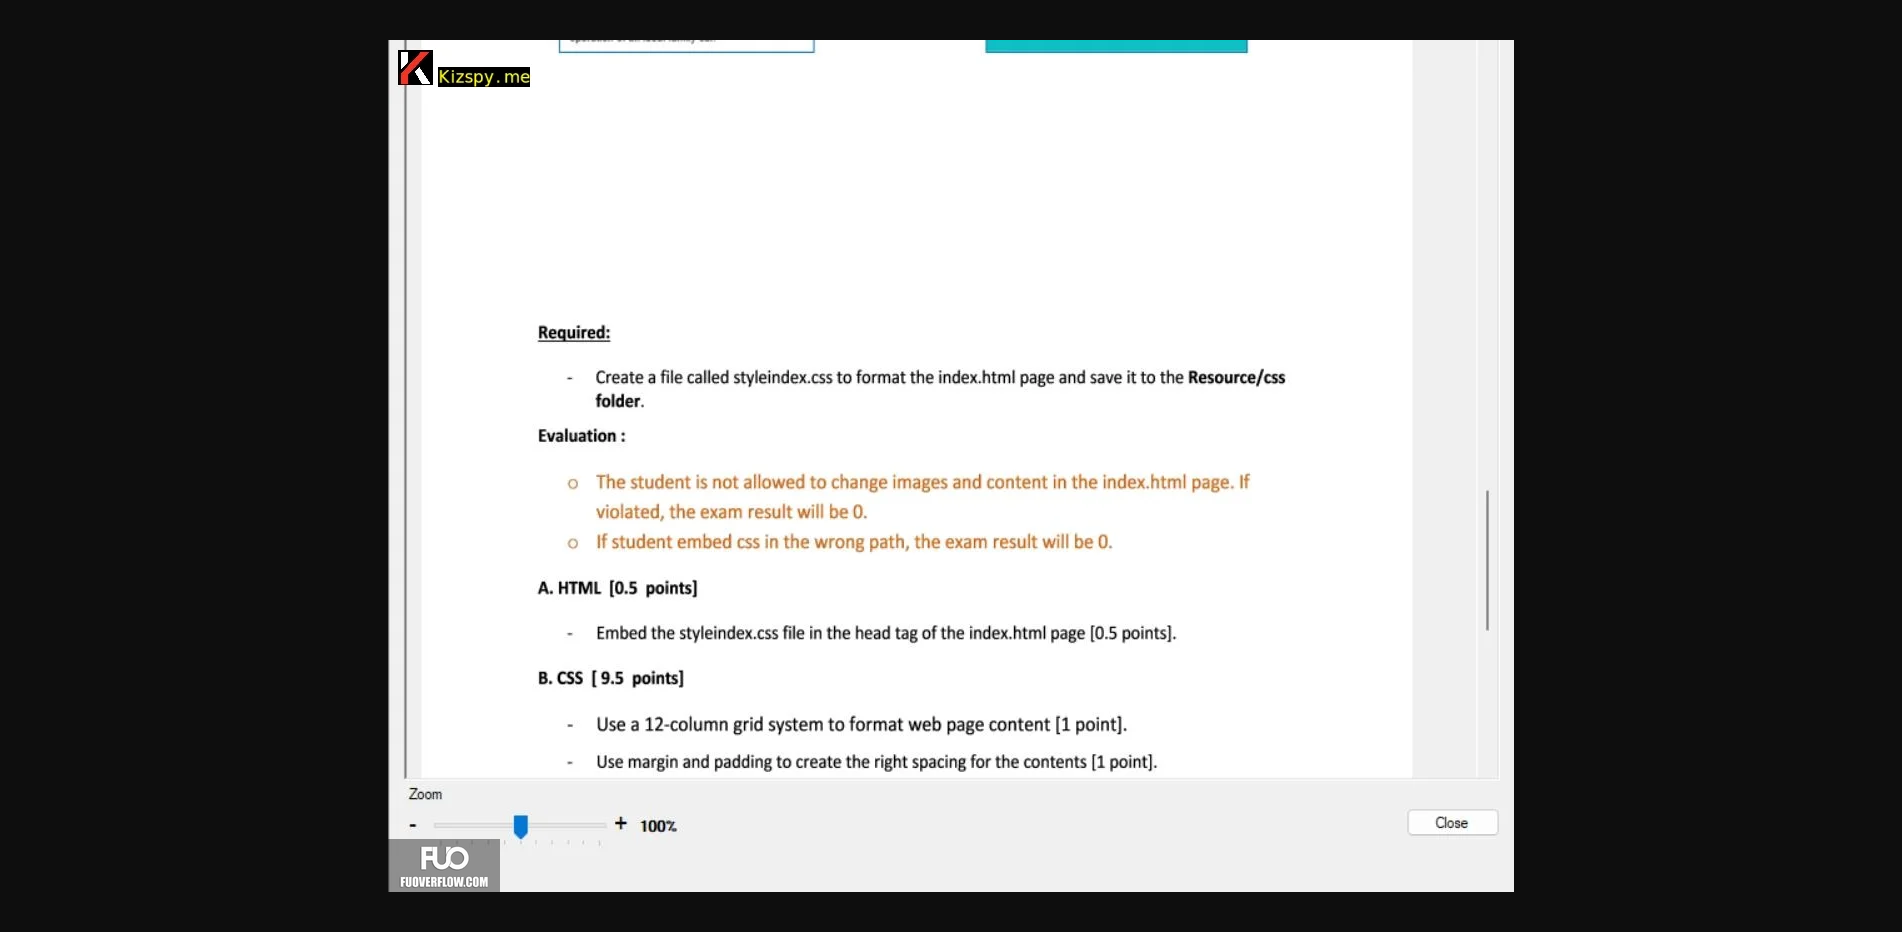 Kizspy.me
Required:
- Create a file called styleindex.css to format the index.html page and save it to the Resource/css
folder.
Evaluation :
o The student is not allowed to change images and content in the index.html page. If
violated, the exam result will be 0.
o If student embed css in the wrong path, the exam result will be 0.
A. HTML [0.5 points]
- Embed the styleindex.css file in the head tag of the index.html page [0.5 points].
B. CSS [ 9.5 points]
- Use a 12-column grid system to format web page content [1 point].
- Use margin and padding to create the right spacing for the contents [1 point].
Zoom
- + 100%
Close
FUO
FUOVERFLOW.COM